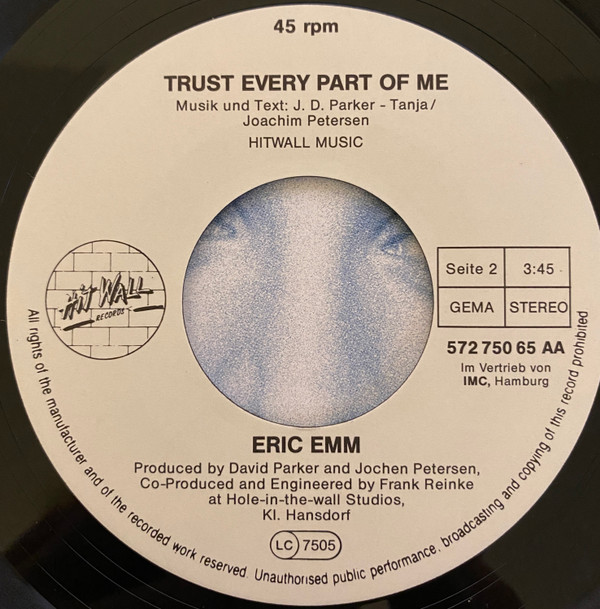 45 rpm
TRUST EVERY PART OF ME
Musik und Text: J. D. Parker - Tanja/
Joachim Petersen
HITWALL MUSIC
HIT WALL
RECORDS
Seite 2
3:45
GEMA
STEREO
572 750 65 AA
Im Vertrieb von
IMC, Hamburg
ERIC EMM
Produced by David Parker and Jochen Petersen,
Co-Produced and Engineered by Frank Reinke
at Hole-in-the-wall Studios,
Kl. Hansdorf
LC 7505
All rights of the manufacturer and of the recorded work reserved. Unauthorised public performance, broadcasting and copying of this record prohibited